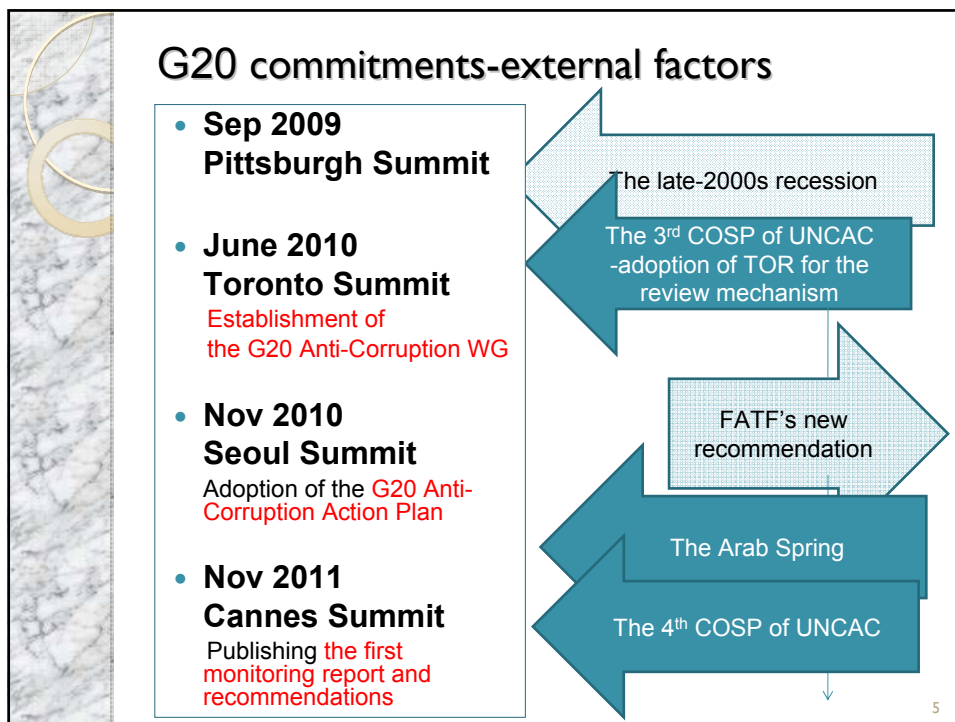 G20 commitments-external factors
• Sep 2009
Pittsburgh Summit
• June 2010
Toronto Summit
Establishment of
the G20 Anti-Corruption WG
• Nov 2010
Seoul Summit
Adoption of the G20 Anti-
Corruption Action Plan
• Nov 2011
Cannes Summit
Publishing the first
monitoring report and
recommendations
The late-2000s recession
The 3rd COSP of UNCAC
-adoption of TOR for the
review mechanism
FATF's new
recommendation
The Arab Spring
The 4th COSP of UNCAC
5